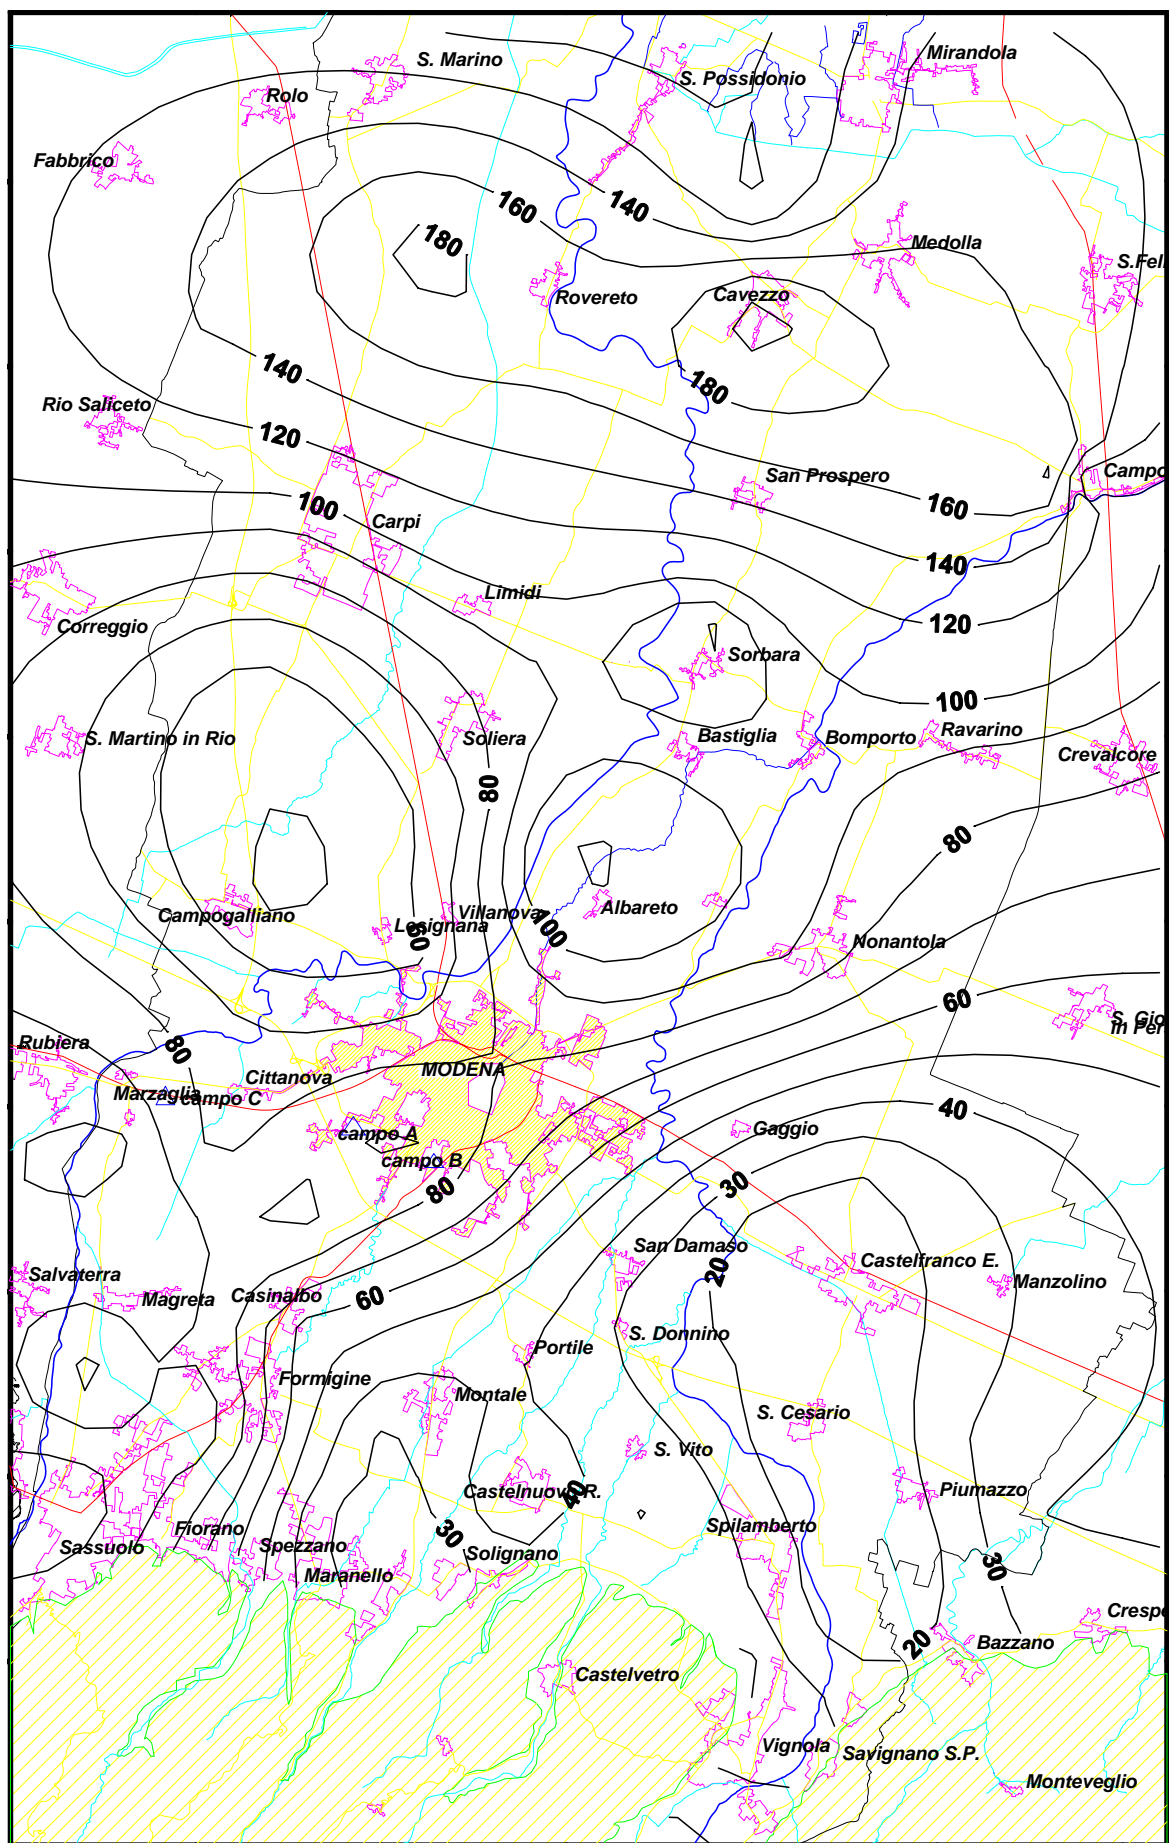 S. Marino
Mirandola
S. Possidonio
Rolo
Fabbrico
160
140
180
Medolla
S.Fel
Rovereto
Cavezzo
140
180
Rio Saliceto
120
San Prospero
Campo
100
160
Carpi
140
Limidi
120
Correggio
Sorbara
100
S. Martino in Rio
Soliera
Bastiglia
Bomporto
Ravarino
Crevalcore
80
80
Campogalliano
Lesignana
Villanova
Albareto
60
100
Nonantola
60
S. Gio
in Per
Rubiera
80
MODENA
Cittanova
Marzaglia
campo C
40
campo A
Gaggio
campo B
80
30
San Damaso
Castelfranco E.
Salvaterra
20
Manzolino
Magreta
Casinalbo
60
S. Donnino
Portile
Formigine
Montale
S. Cesario
S. Vito
Castelnuovo R.
40
Piumazzo
Spilamberto
Fiorano
30
Sassuolo
Spezzano
Solignano
Maranello
30
Crespe
20
Bazzano
Castelvetro
Vignola
Savignano S.P.
Monteveglio